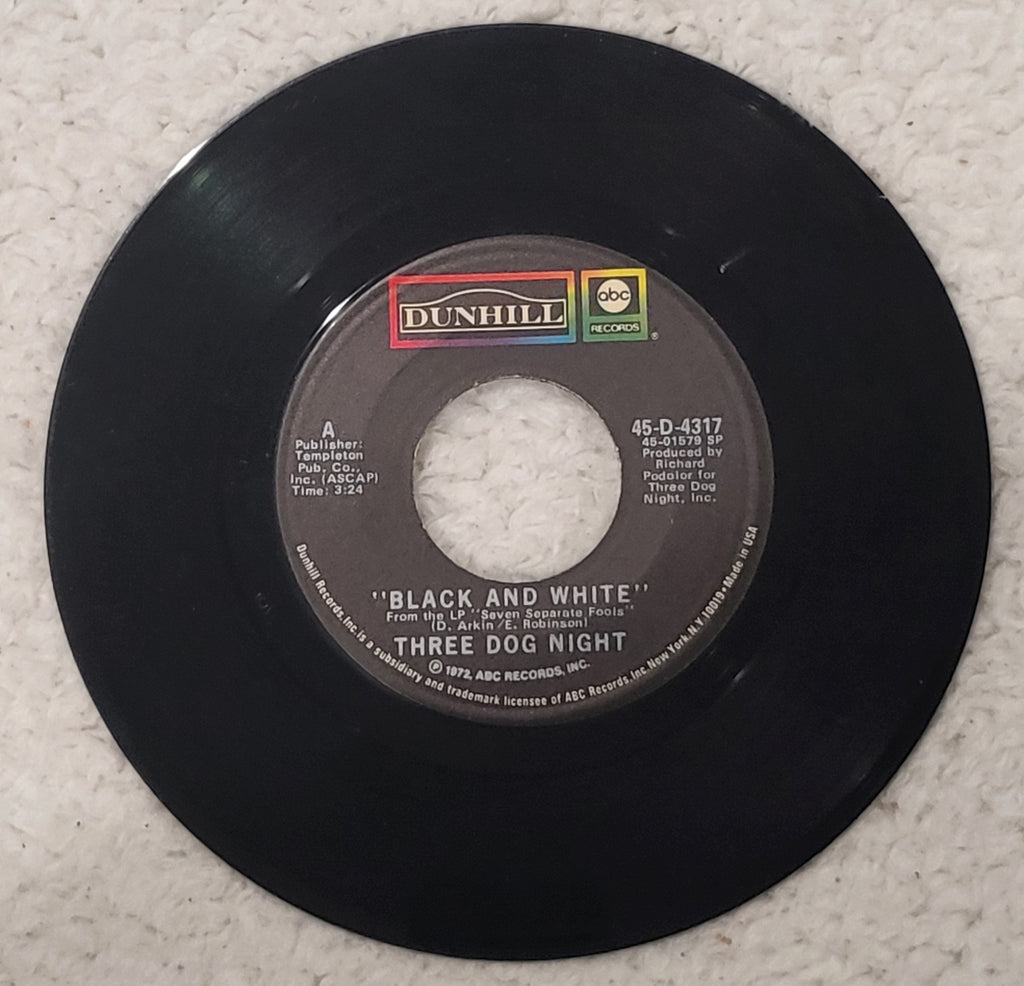 DUNHILL
abc
RECORDS
®
A
Publisher:
Templeton
Pub. Co.,
Inc. (ASCAP)
Time: 3:24
45-D-4317
45-01579 SP
Produced by
Richard
Podolor for
Three Dog
Night, Inc.
"BLACK AND WHITE"
From the LP "Seven Separate Fools"
(D. Arkin/E. Robinson)
THREE DOG NIGHT
℗ 1972, ABC RECORDS, INC.
Dunhill Records, Inc. is a subsidiary and trademark licensee of ABC Records, Inc. New York, N.Y. 10019 • Made in USA